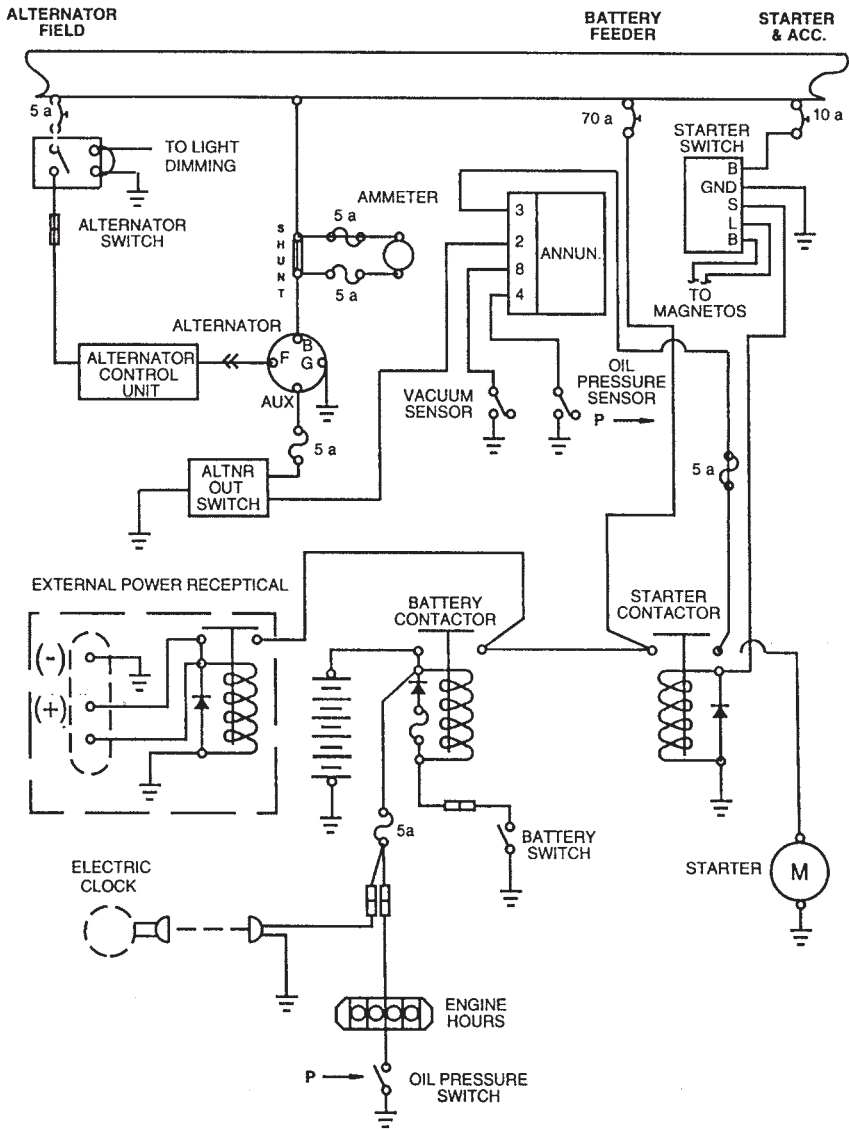 ALTERNATOR
FIELD
BATTERY
FEEDER
STARTER
& ACC.
5 a
70 a
10 a
TO LIGHT
DIMMING
STARTER
SWITCH
B
GND
S
L
B
TO
MAGNETOS
ALTERNATOR
SWITCH
SHUNT
AMMETER
5 a
5 a
3
2
8
4
ANNUN.
ALTERNATOR
B
F
G
AUX
ALTERNATOR
CONTROL
UNIT
VACUUM
SENSOR
OIL
PRESSURE
SENSOR
P
5 a
5 a
ALTNR
OUT
SWITCH
EXTERNAL POWER RECEPTICAL
(-)
(+)
BATTERY
CONTACTOR
STARTER
CONTACTOR
5a
BATTERY
SWITCH
STARTER
M
ELECTRIC
CLOCK
ENGINE
HOURS
P
OIL PRESSURE
SWITCH